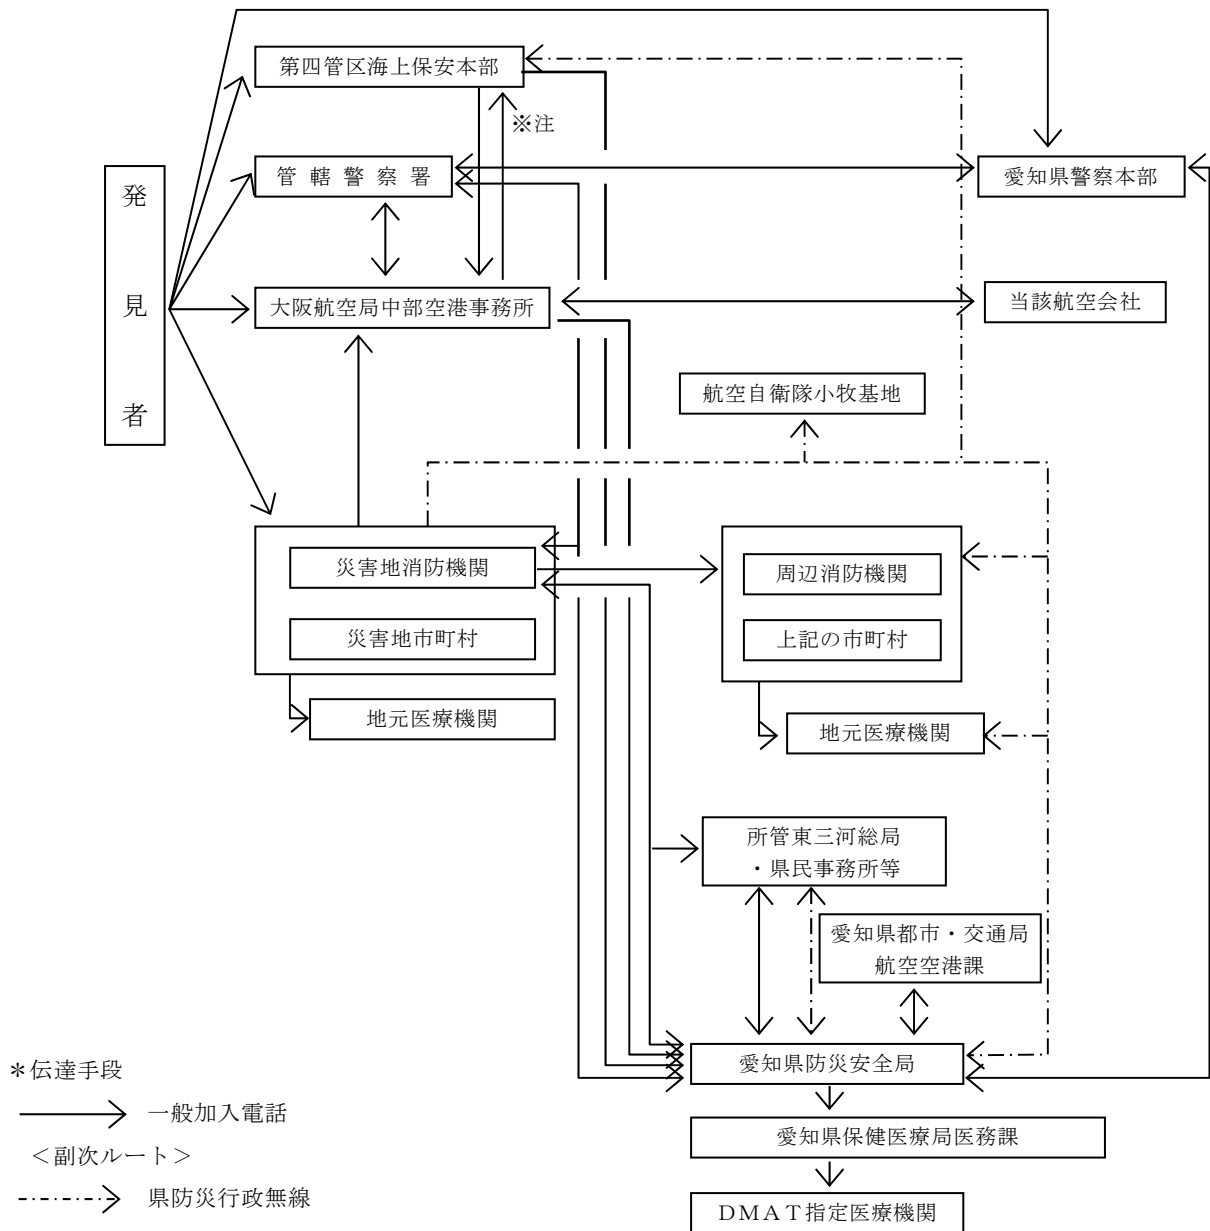 第四管区海上保安本部
※注
発見者
管轄警察署
愛知県警察本部
大阪航空局中部空港事務所
当該航空会社
航空自衛隊小牧基地
災害地消防機関
周辺消防機関
災害地市町村
上記の市町村
地元医療機関
地元医療機関
所管東三河総局
・県民事務所等
愛知県都市・交通局
航空空港課
愛知県防災安全局
愛知県保健医療局医務課
DMAT指定医療機関
＊伝達手段
一般加入電話
＜副次ルート＞
県防災行政無線